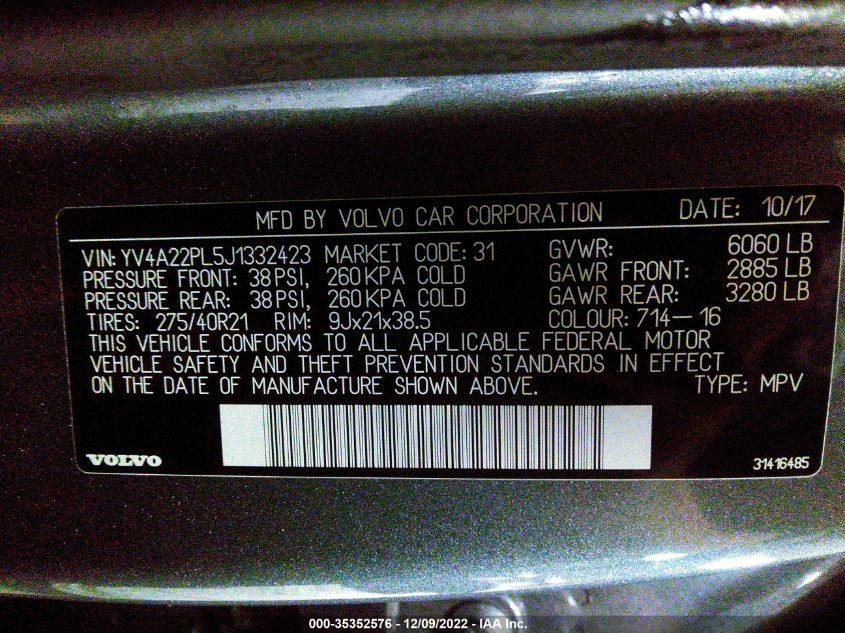 MFD BY VOLVO CAR CORPORATION DATE: 10/17
VIN: YV4A22PL5J1332423 MARKET CODE: 31 GVWR: 6060 LB
PRESSURE FRONT: 38 PSI, 260 KPA COLD GAWR FRONT: 2885 LB
PRESSURE REAR: 38 PSI, 260 KPA COLD GAWR REAR: 3280 LB
TIRES: 275/40R21 RIM: 9Jx21x38.5 COLOUR: 714-16
THIS VEHICLE CONFORMS TO ALL APPLICABLE FEDERAL MOTOR
VEHICLE SAFETY AND THEFT PREVENTION STANDARDS IN EFFECT
ON THE DATE OF MANUFACTURE SHOWN ABOVE. TYPE: MPV
VOLVO 31416485
000-35352576 - 12/09/2022 - IAA Inc.